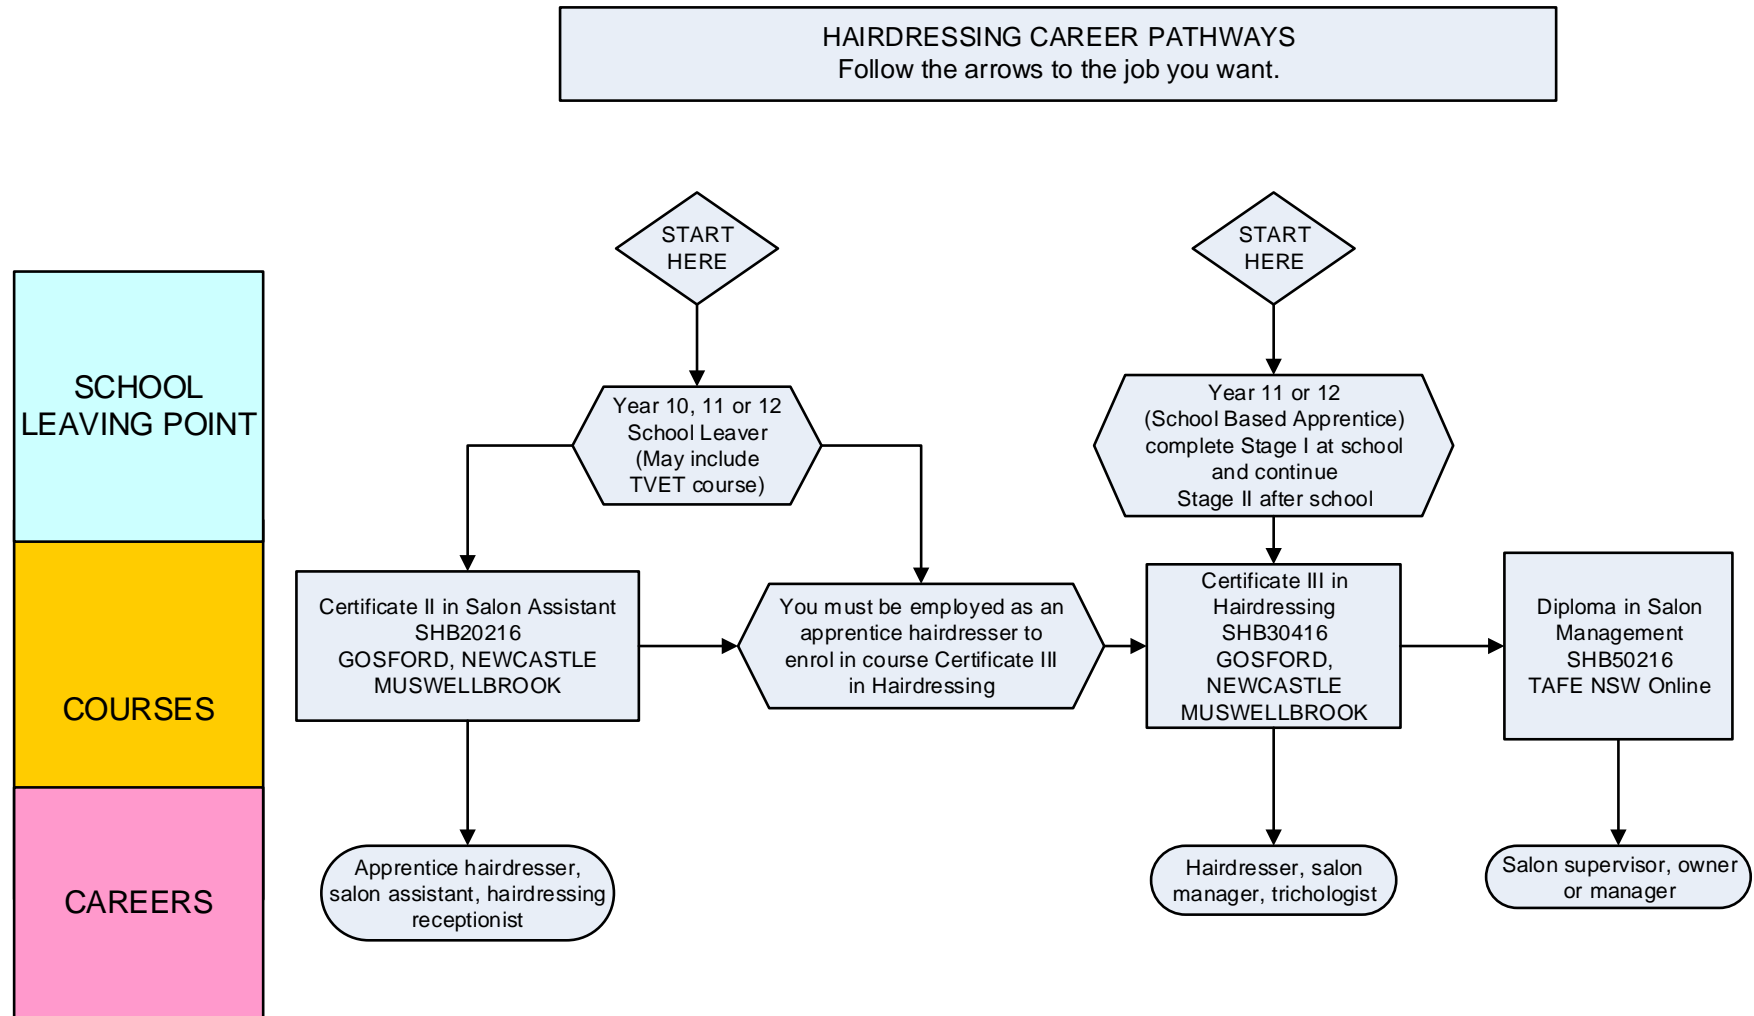 HAIRDRESSING CAREER PATHWAYS
Follow the arrows to the job you want.
START
HERE
START
HERE
SCHOOL
LEAVING POINT
Year 10, 11 or 12
School Leaver
(May include
TVET course)
Year 11 or 12
(School Based Apprentice)
complete Stage I at school
and continue
Stage II after school
COURSES
Certificate II in Salon Assistant
SHB20216
GOSFORD, NEWCASTLE
MUSWELLBROOK
You must be employed as an
apprentice hairdresser to
enrol in course Certificate III
in Hairdressing
Certificate III in
Hairdressing
SHB30416
GOSFORD,
NEWCASTLE
MUSWELLBROOK
Diploma in Salon
Management
SHB50216
TAFE NSW Online
CAREERS
Apprentice hairdresser,
salon assistant, hairdressing
receptionist
Hairdresser, salon
manager, trichologist
Salon supervisor, owner
or manager